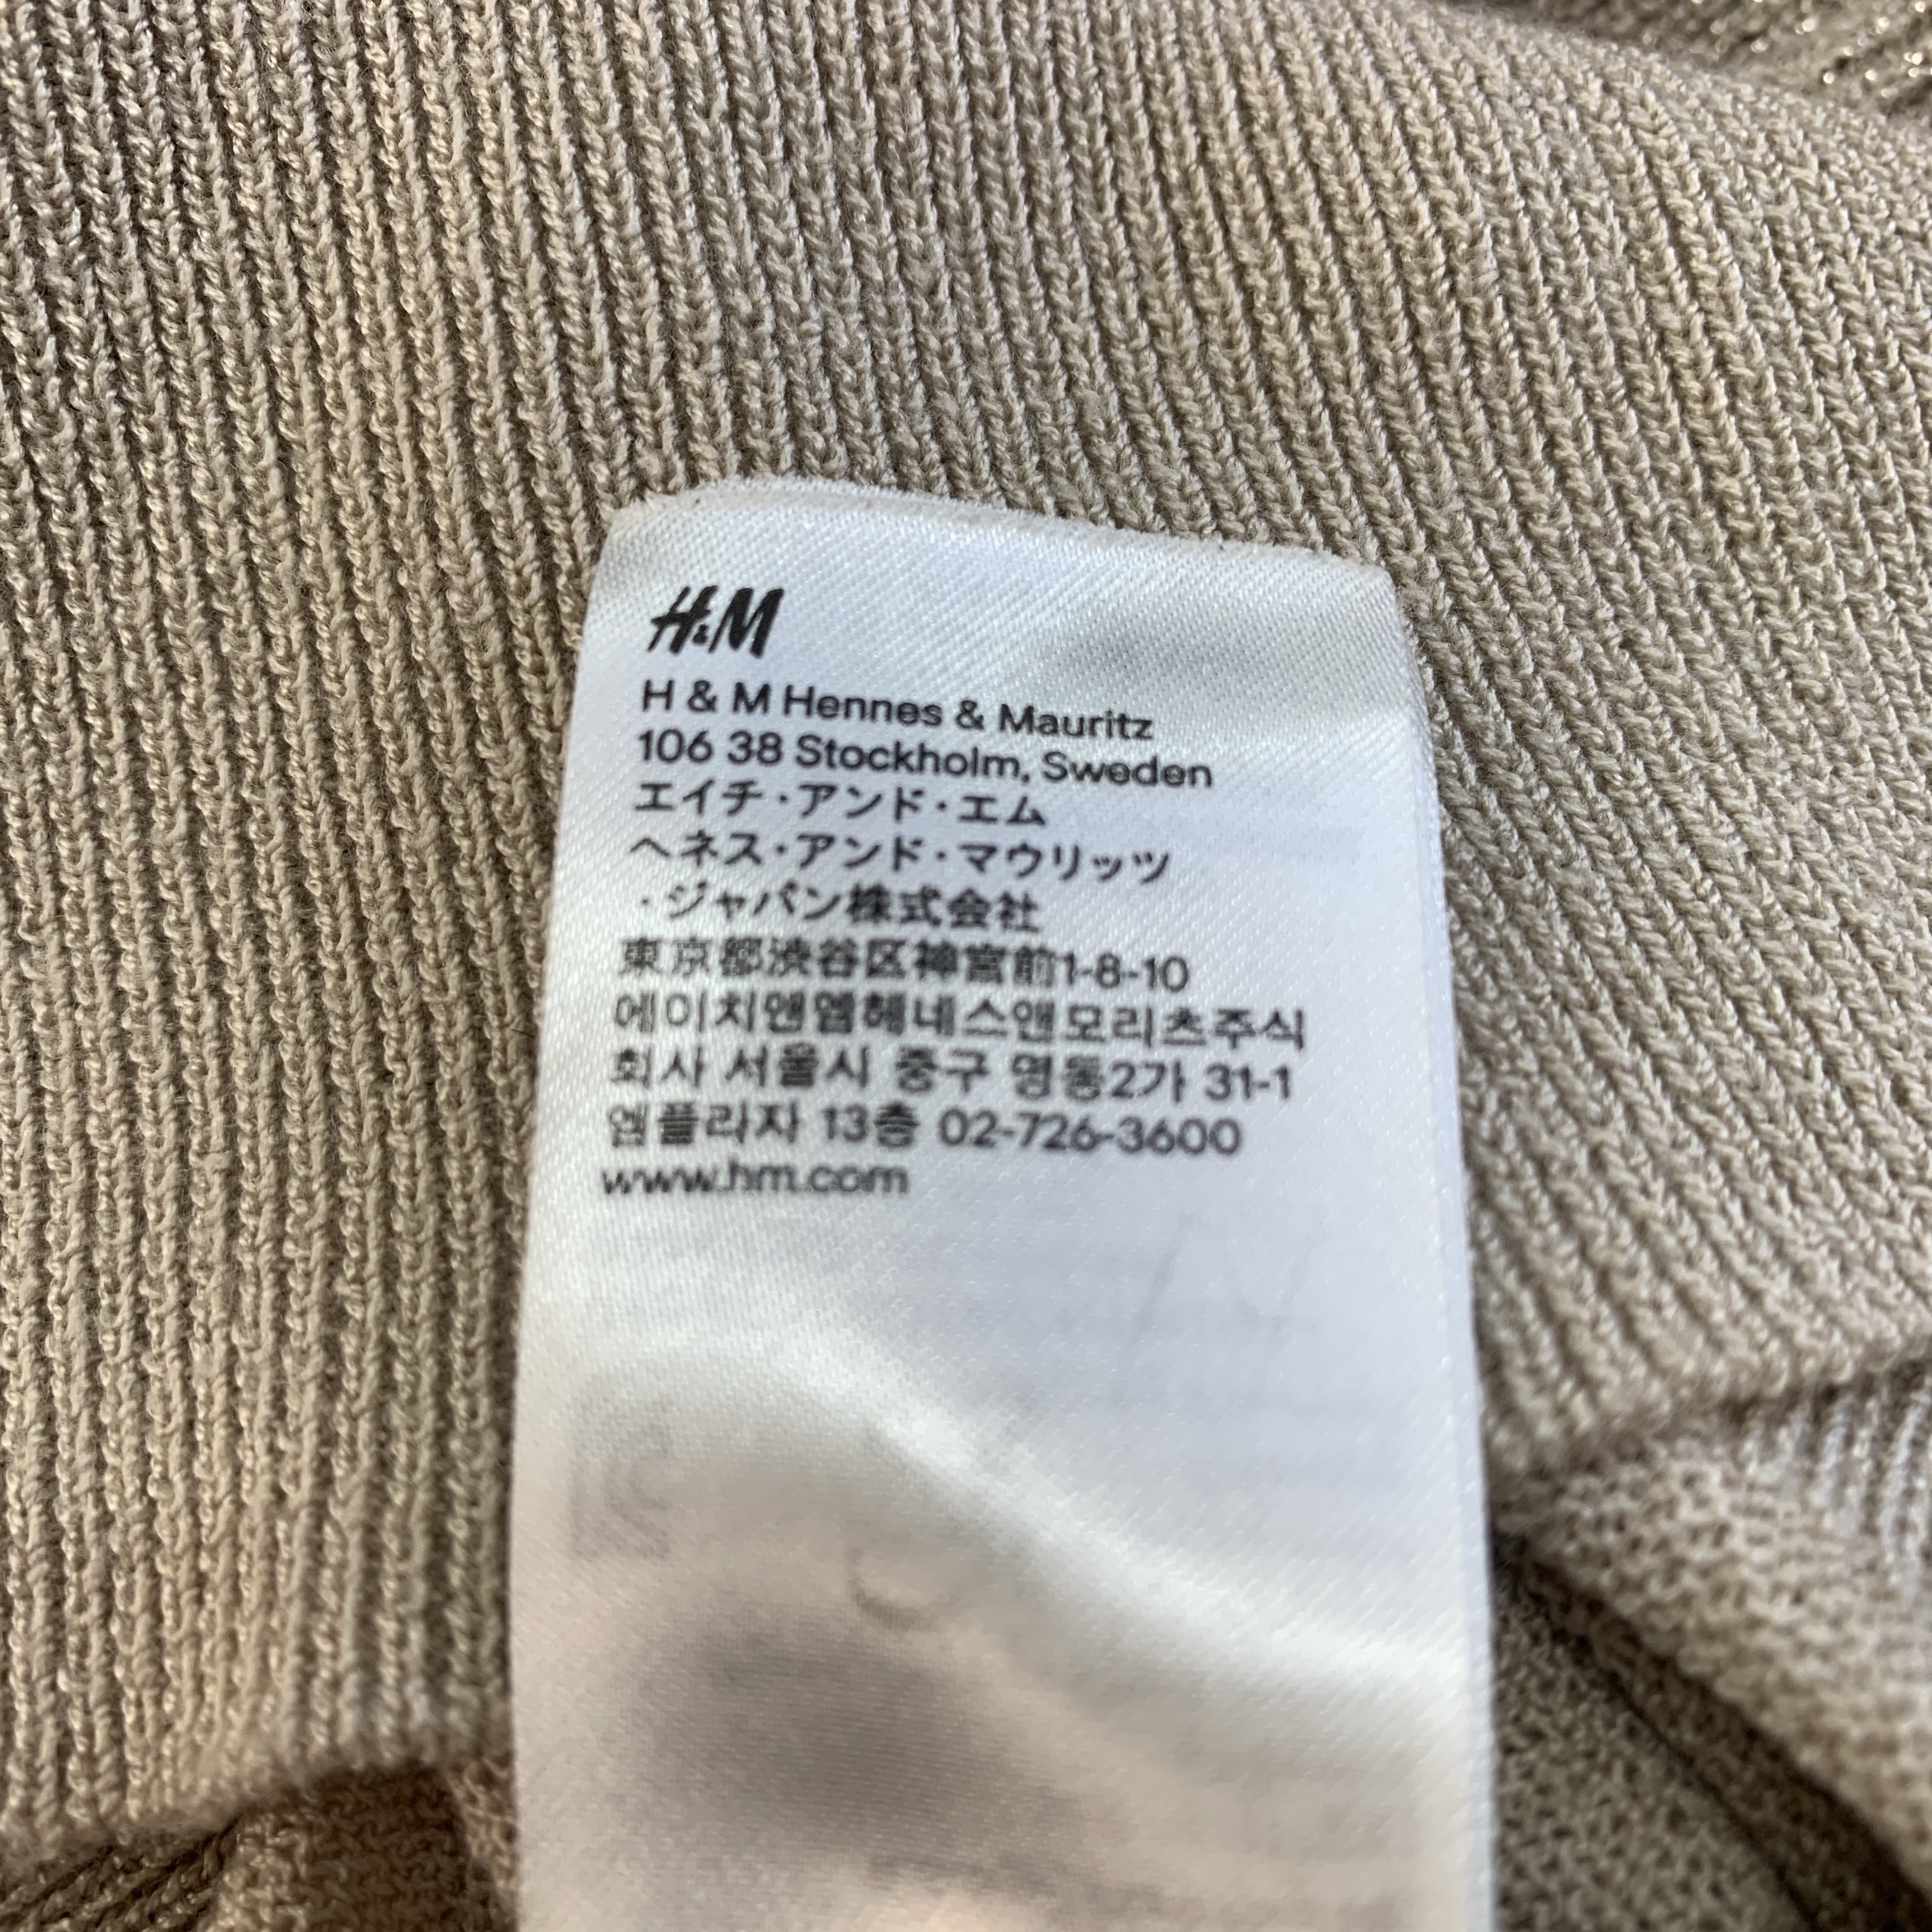 H&M
H & M Hennes & Mauritz
106 38 Stockholm, Sweden
エイチ・アンド・エム
ヘネス・アンド・マウリッツ
・ジャパン株式会社
東京都渋谷区神宮前1-8-10
에이치앤엠헤네스앤모리츠주식
회사 서울시 중구 명동2가 31-1
엠플라자 13층 02-726-3600
www.hm.com